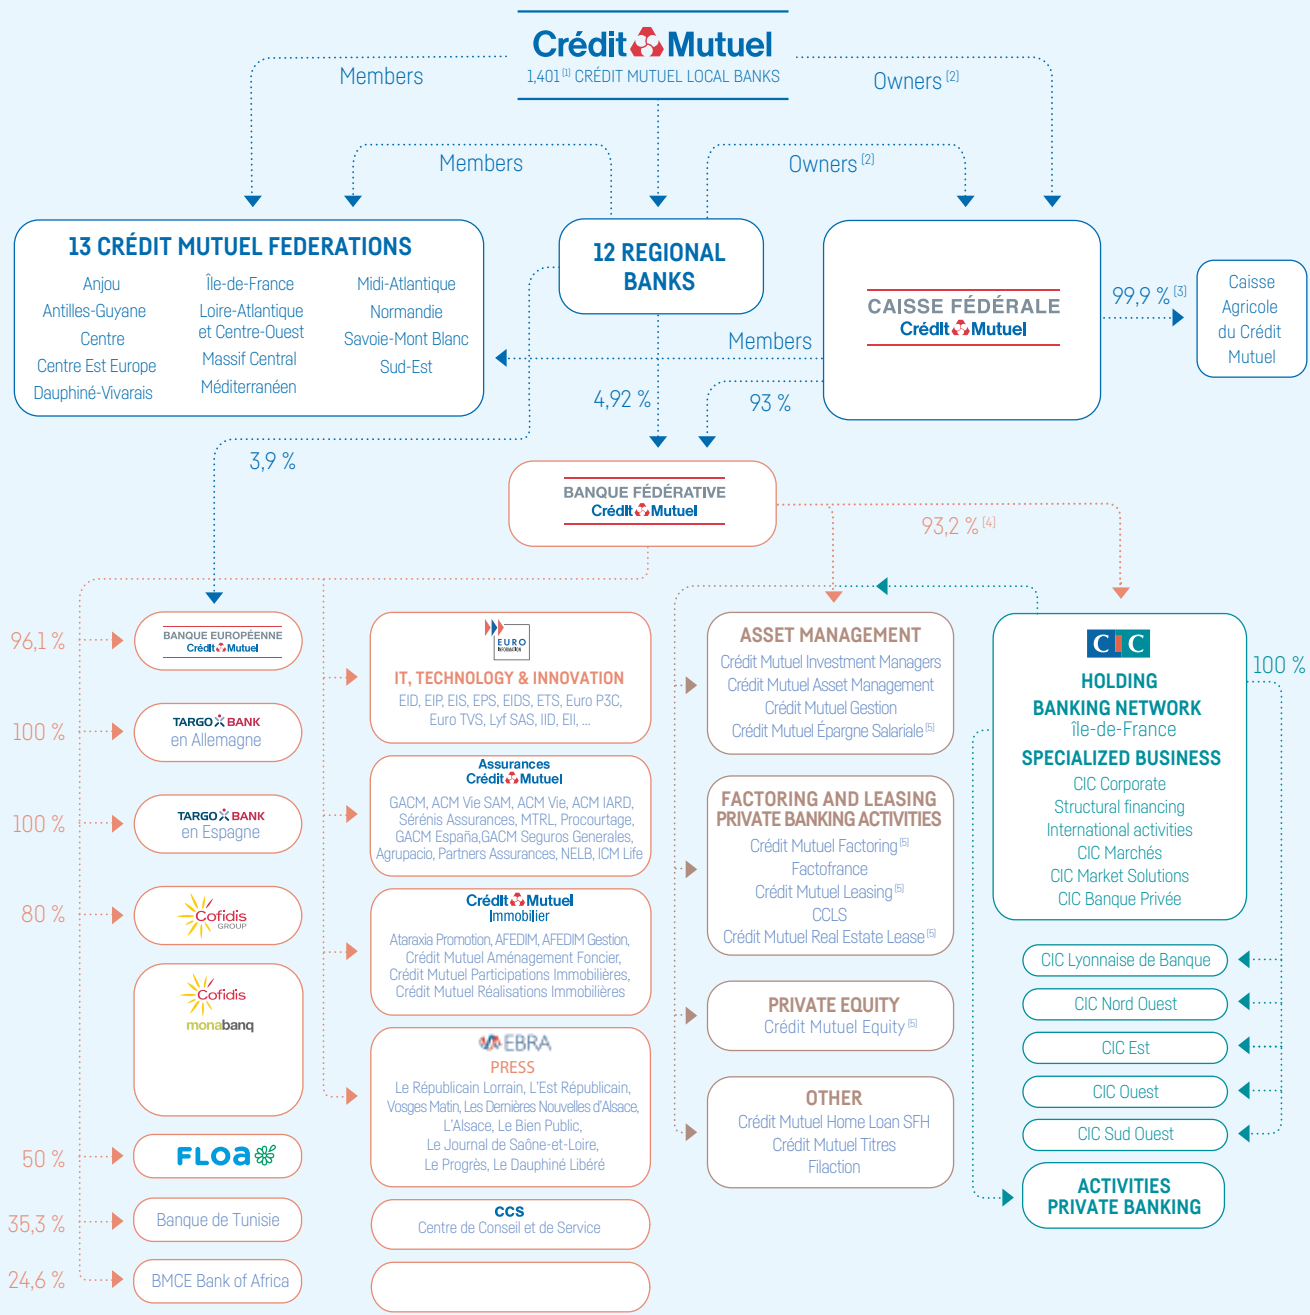 Crédit Mutuel
1,401 [1] CRÉDIT MUTUEL LOCAL BANKS
Members
Owners [2]
Members
Owners [2]
13 CRÉDIT MUTUEL FEDERATIONS
Anjou
Antilles-Guyane
Centre
Centre Est Europe
Dauphiné-Vivarais
Île-de-France
Loire-Atlantique
et Centre-Ouest
Massif Central
Méditerranéen
Midi-Atlantique
Normandie
Savoie-Mont Blanc
Sud-Est
12 REGIONAL
BANKS
CAISSE FÉDÉRALE
Crédit Mutuel
99,9 % [3]
Caisse
Agricole
du Crédit
Mutuel
Members
4,92 %
93 %
3,9 %
BANQUE FÉDÉRATIVE
Crédit Mutuel
93,2 % [4]
96,1 %
BANQUE EUROPÉENNE
Crédit Mutuel
100 %
TARGO BANK
en Allemagne
100 %
TARGO BANK
en Espagne
80 %
Cofidis
GROUP
Cofidis
monabanq
50 %
FLOa
35,3 %
Banque de Tunisie
24,6 %
BMCE Bank of Africa
EURO
INFORMATION
IT, TECHNOLOGY & INNOVATION
EID, EIP, EIS, EPS, EIDS, ETS, Euro P3C,
Euro TVS, Lyf SAS, IID, EII, ...
Assurances
Crédit Mutuel
GACM, ACM Vie SAM, ACM Vie, ACM IARD,
Sérénis Assurances, MTRL, Procourtage,
GACM España,GACM Seguros Generales,
Agrupacio, Partners Assurances, NELB, ICM Life
Crédit Mutuel
Immobilier
Ataraxia Promotion, AFEDIM, AFEDIM Gestion,
Crédit Mutuel Aménagement Foncier,
Crédit Mutuel Participations Immobilières,
Crédit Mutuel Réalisations Immobilières
EBRA
PRESS
Le Républicain Lorrain, L'Est Républicain,
Vosges Matin, Les Dernières Nouvelles d'Alsace,
L'Alsace, Le Bien Public,
Le Journal de Saône-et-Loire,
Le Progrès, Le Dauphiné Libéré
CCS
Centre de Conseil et de Service
ASSET MANAGEMENT
Crédit Mutuel Investment Managers
Crédit Mutuel Asset Management
Crédit Mutuel Gestion
Crédit Mutuel Épargne Salariale [5]
FACTORING AND LEASING
PRIVATE BANKING ACTIVITIES
Crédit Mutuel Factoring [5]
Factofrance
Crédit Mutuel Leasing [5]
CCLS
Crédit Mutuel Real Estate Lease [5]
PRIVATE EQUITY
Crédit Mutuel Equity [5]
OTHER
Crédit Mutuel Home Loan SFH
Crédit Mutuel Titres
Filaction
CIC
HOLDING
BANKING NETWORK
île-de-France
SPECIALIZED BUSINESS
CIC Corporate
Structural financing
International activities
CIC Marchés
CIC Market Solutions
CIC Banque Privée
100 %
CIC Lyonnaise de Banque
CIC Nord Ouest
CIC Est
CIC Ouest
CIC Sud Ouest
ACTIVITIES
PRIVATE BANKING